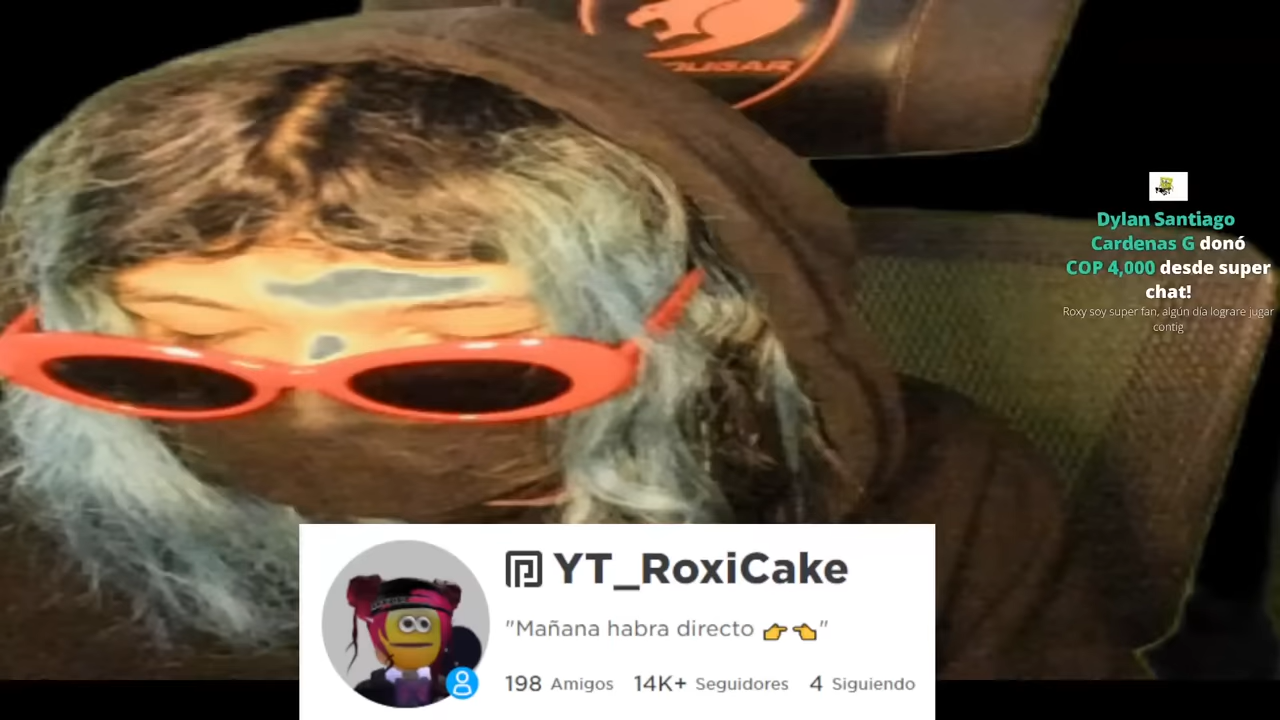 OUGAR
Dylan Santiago
Cardenas G donó
COP 4,000 desde super
chat!
Roxy soy super fan, algún día lograre jugar
contig
YT_RoxiCake
"Mañana habra directo 👉👈"
198 Amigos 14K+ Seguidores 4 Siguiendo